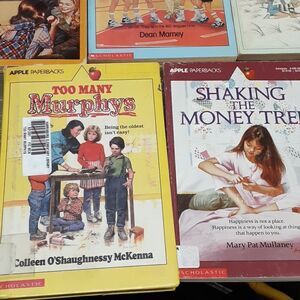 Dean Marney
SCHOLASTIC
APPLE PAPERBACKS
TOO MANY
Murphys
Being the oldest
isn't easy!
Colleen O'Shaughnessy McKenna
SCHOLASTIC
APPLE PAPERBACKS
SHAKING
THE
MONEY TREE
Happiness is not a place.
Happiness is a way of looking at things
that happen to you.
Mary Pat Mullaney
SCHOLASTIC